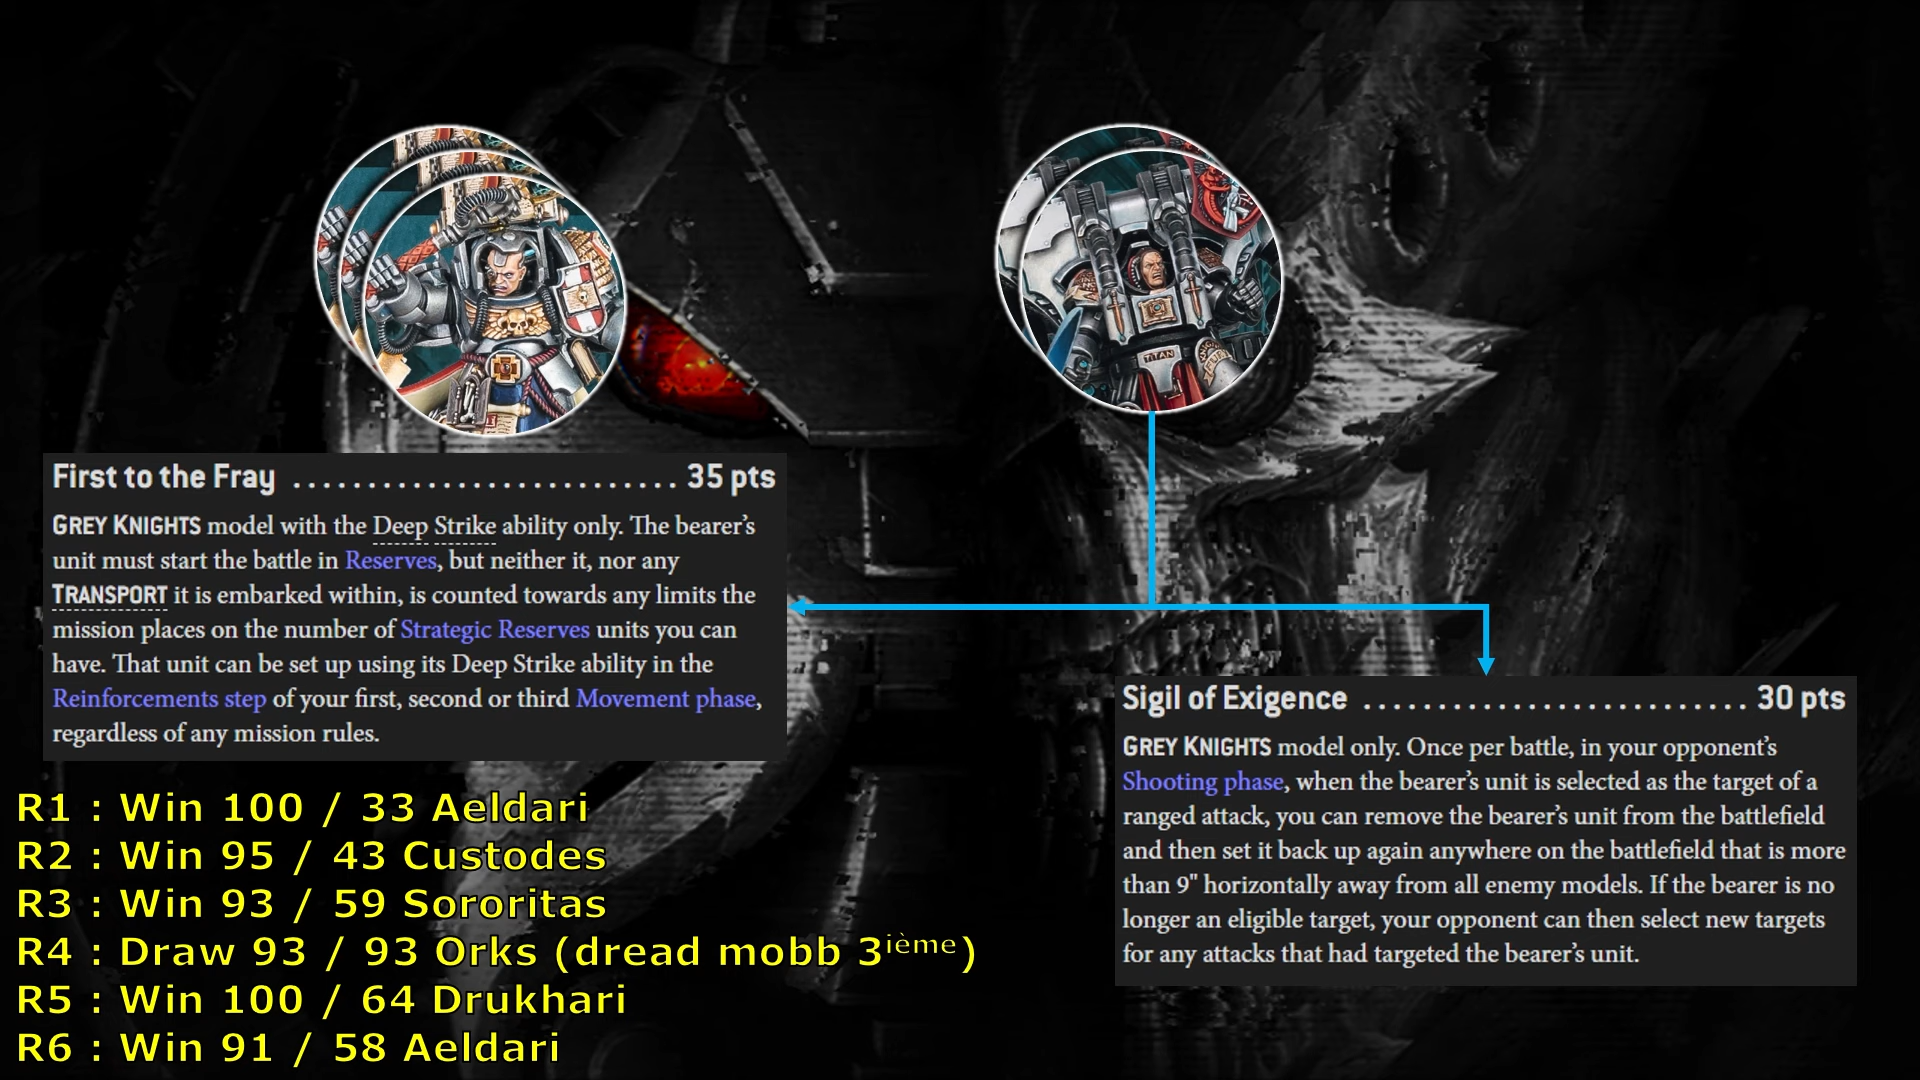 First to the Fray .......................... 35 pts
GREY KNIGHTS model with the Deep Strike ability only. The bearer's
unit must start the battle in Reserves, but neither it, nor any
TRANSPORT it is embarked within, is counted towards any limits the
mission places on the number of Strategic Reserves units you can
have. That unit can be set up using its Deep Strike ability in the
Reinforcements step of your first, second or third Movement phase,
regardless of any mission rules.
TITAN
Sigil of Exigence .......................... 30 pts
GREY KNIGHTS model only. Once per battle, in your opponent's
Shooting phase, when the bearer's unit is selected as the target of a
ranged attack, you can remove the bearer's unit from the battlefield
and then set it back up again anywhere on the battlefield that is more
than 9" horizontally away from all enemy models. If the bearer is no
longer an eligible target, your opponent can then select new targets
for any attacks that had targeted the bearer's unit.
R1 : Win 100 / 33 Aeldari
R2 : Win 95 / 43 Custodes
R3 : Win 93 / 59 Sororitas
R4 : Draw 93 / 93 Orks (dread mobb 3ième)
R5 : Win 100 / 64 Drukhari
R6 : Win 91 / 58 Aeldari